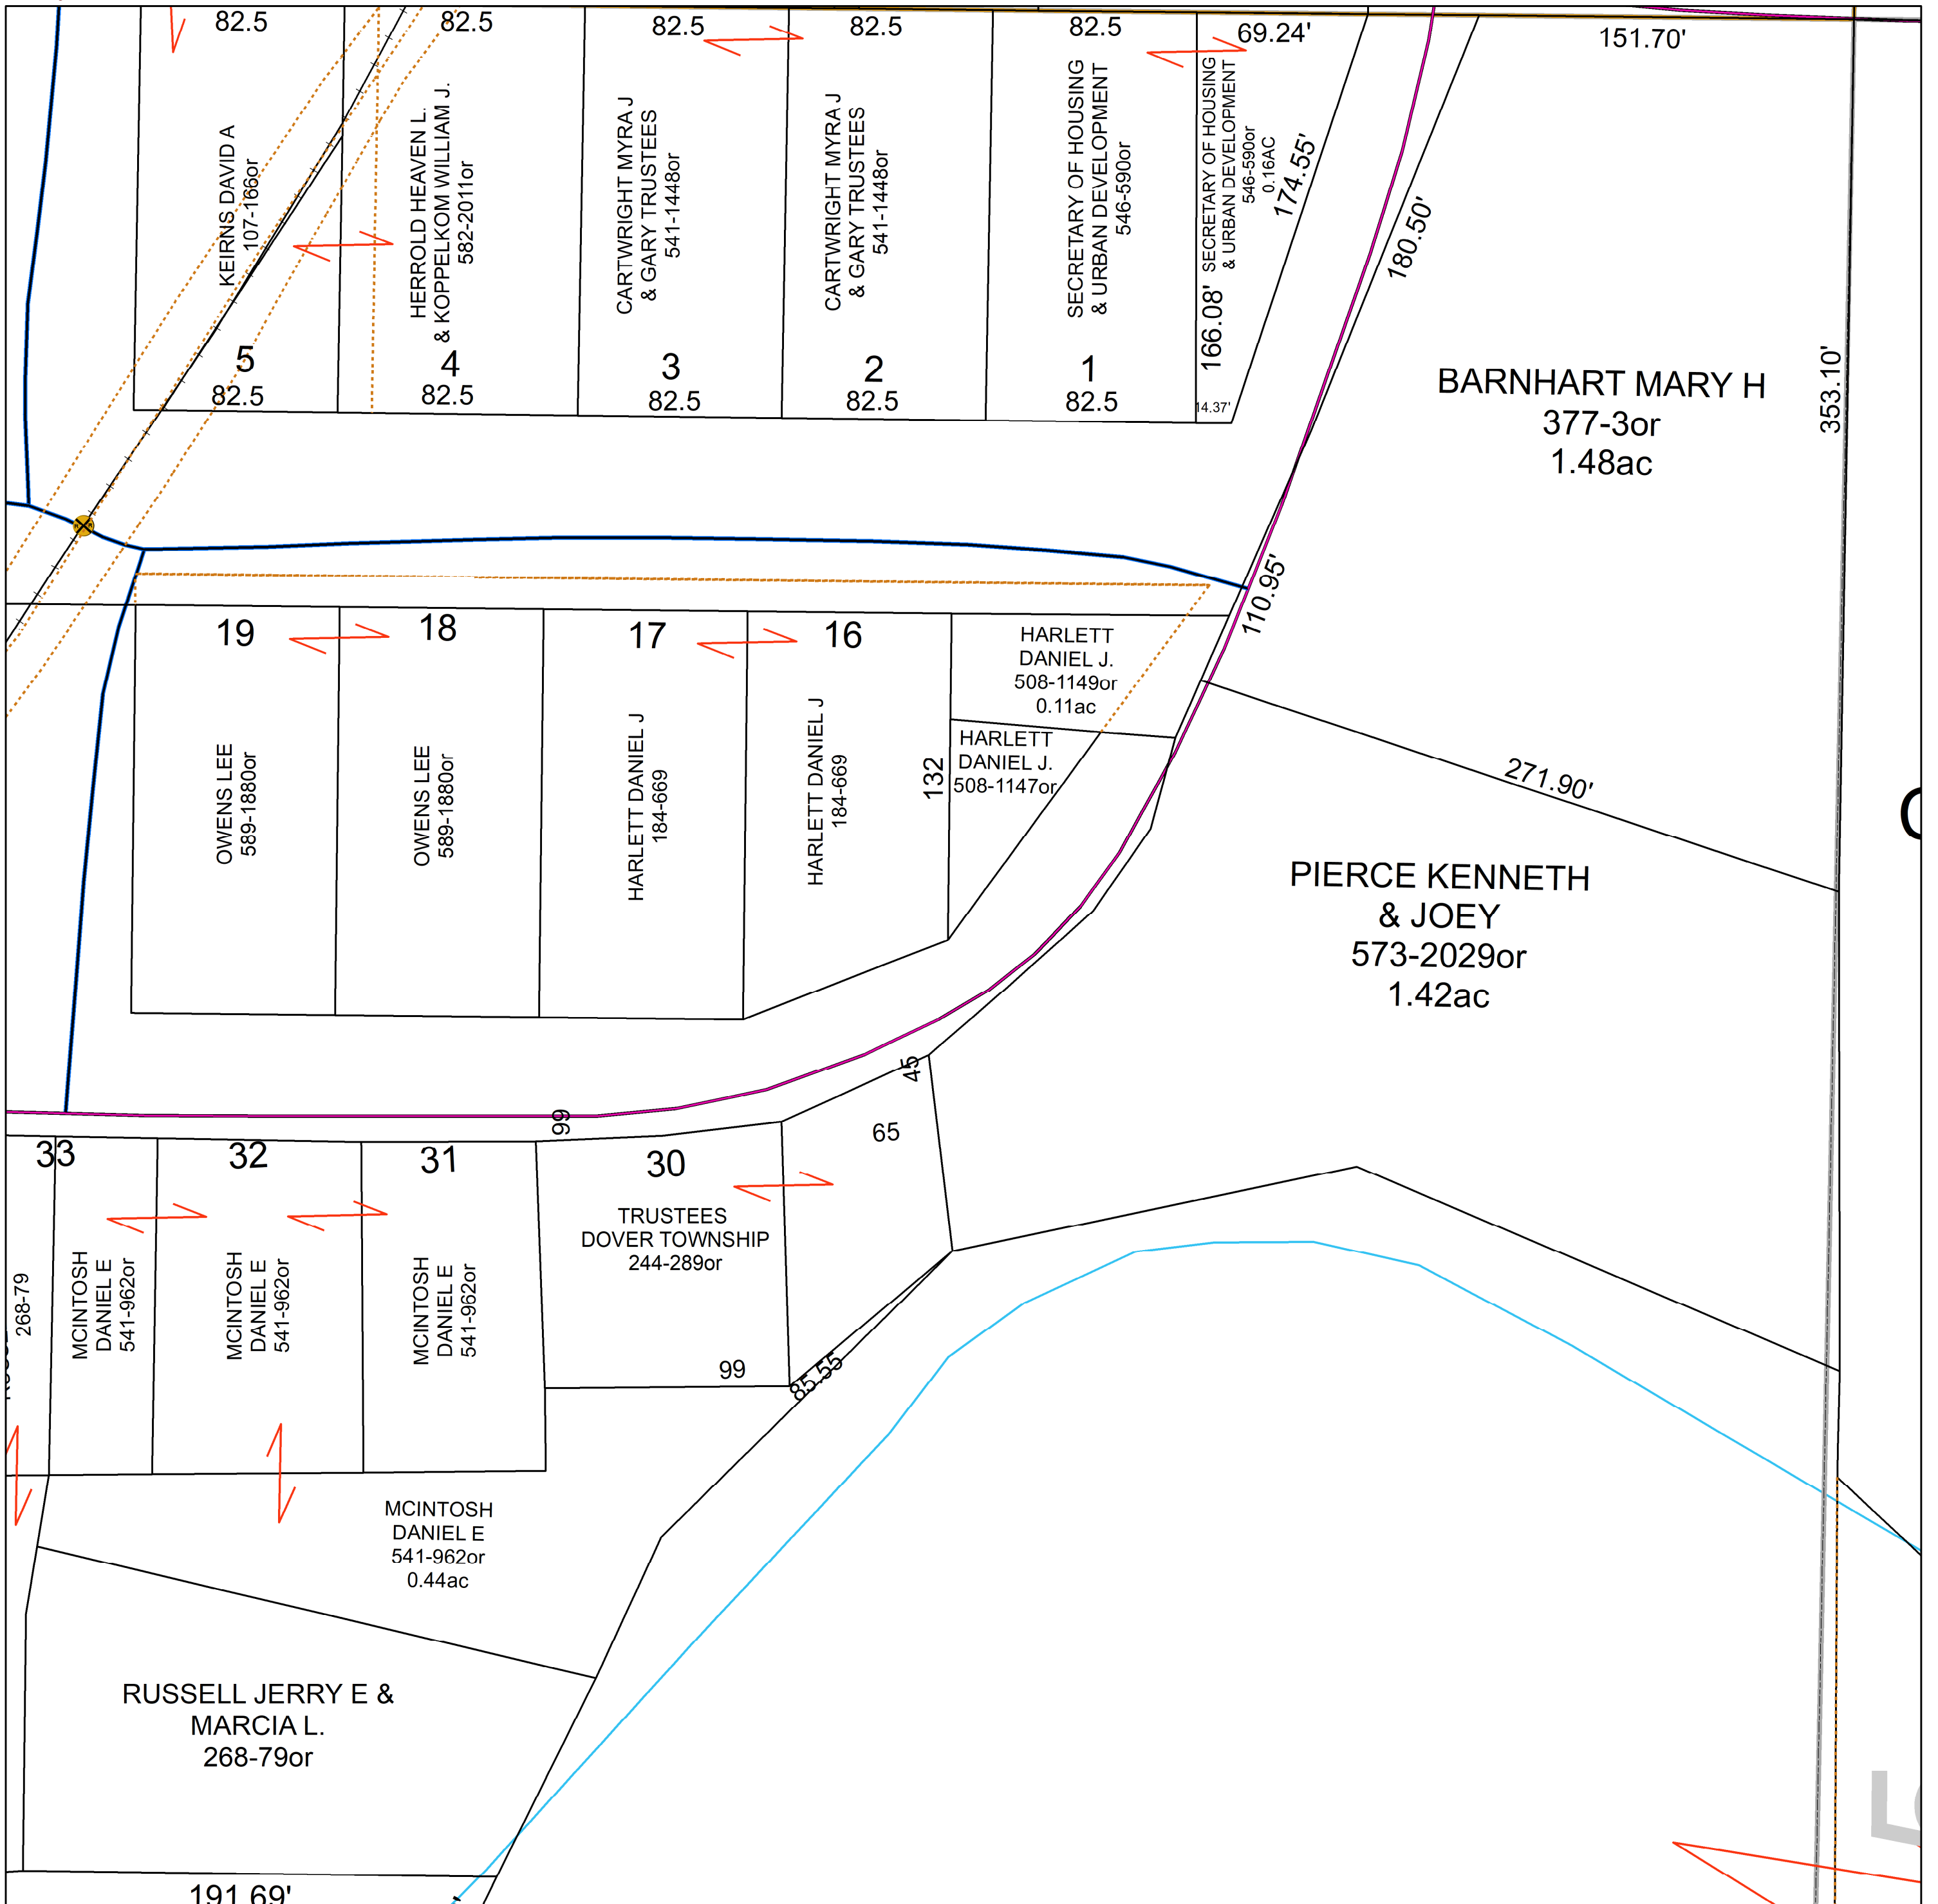 82.5
82.5
82.5
82.5
82.5
69.24'
151.70'
KEIRNS DAVID A
107-166or
5
82.5
HERROLD HEAVEN L.
& KOPPELKOM WILLIAM J.
582-2011or
4
82.5
CARTWRIGHT MYRA J
& GARY TRUSTEES
541-1448or
3
82.5
CARTWRIGHT MYRA J
& GARY TRUSTEES
541-1448or
2
82.5
SECRETARY OF HOUSING
& URBAN DEVELOPMENT
546-590or
1
82.5
SECRETARY OF HOUSING
& URBAN DEVELOPMENT
546-590or
0.16AC
166.08'
14.37'
174.55'
180.50'
BARNHART MARY H
377-3or
1.48ac
353.10'
110.95'
19
OWENS LEE
589-1880or
18
OWENS LEE
589-1880or
17
HARLETT DANIEL J
184-669
16
HARLETT DANIEL J
184-669
HARLETT
DANIEL J.
508-1149or
0.11ac
132
HARLETT
DANIEL J.
508-1147or
271.90'
PIERCE KENNETH
& JOEY
573-2029or
1.42ac
45
99
65
33
32
31
30
TRUSTEES
DOVER TOWNSHIP
244-289or
99
85.55
268-79
MCINTOSH
DANIEL E
541-962or
MCINTOSH
DANIEL E
541-962or
MCINTOSH
DANIEL E
541-962or
MCINTOSH
DANIEL E
541-962or
0.44ac
RUSSELL JERRY E &
MARCIA L.
268-79or
191.69'